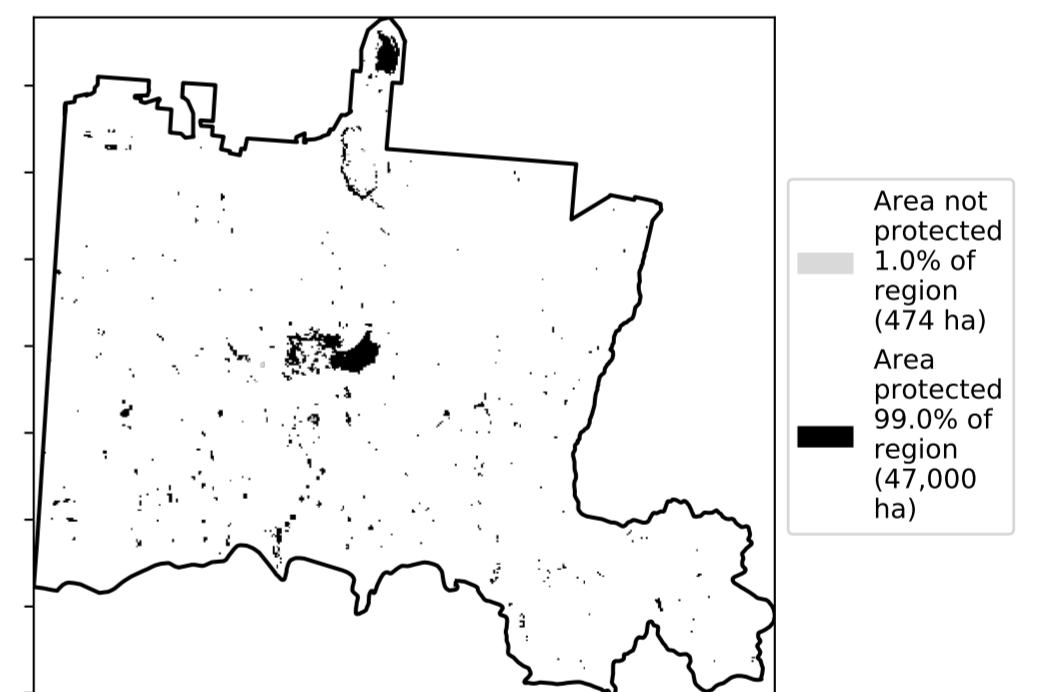 Area not
protected
1.0% of
region
(474 ha)
Area
protected
99.0% of
region
(47,000
ha)